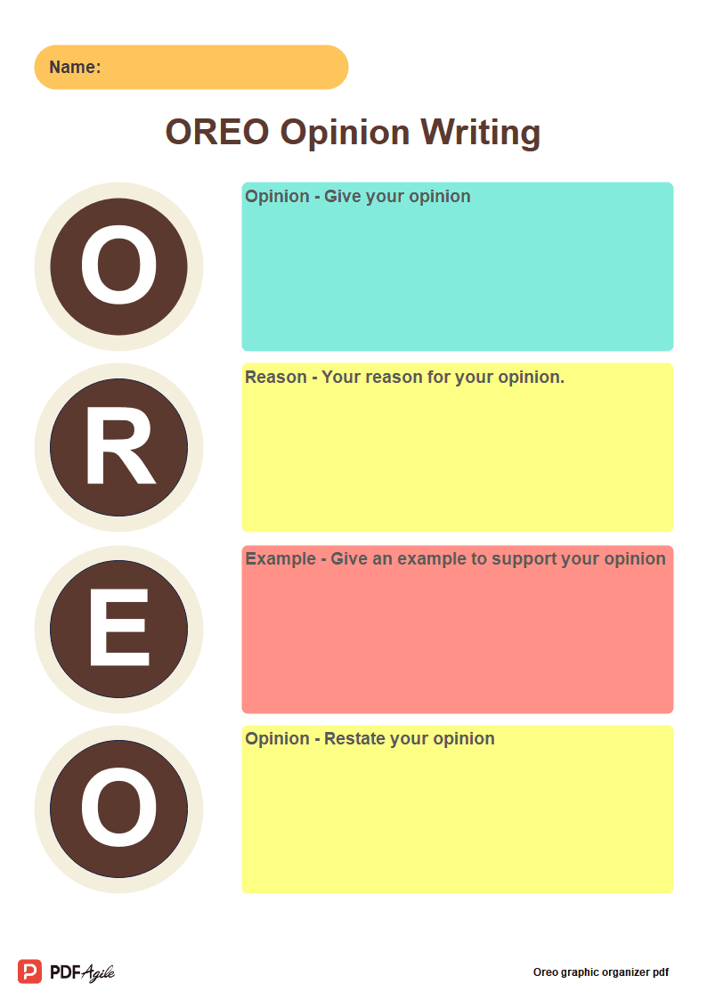 Name:
OREO Opinion Writing
O
Opinion - Give your opinion
R
Reason - Your reason for your opinion.
E
Example - Give an example to support your opinion
O
Opinion - Restate your opinion
PDF Agile
Oreo graphic organizer pdf